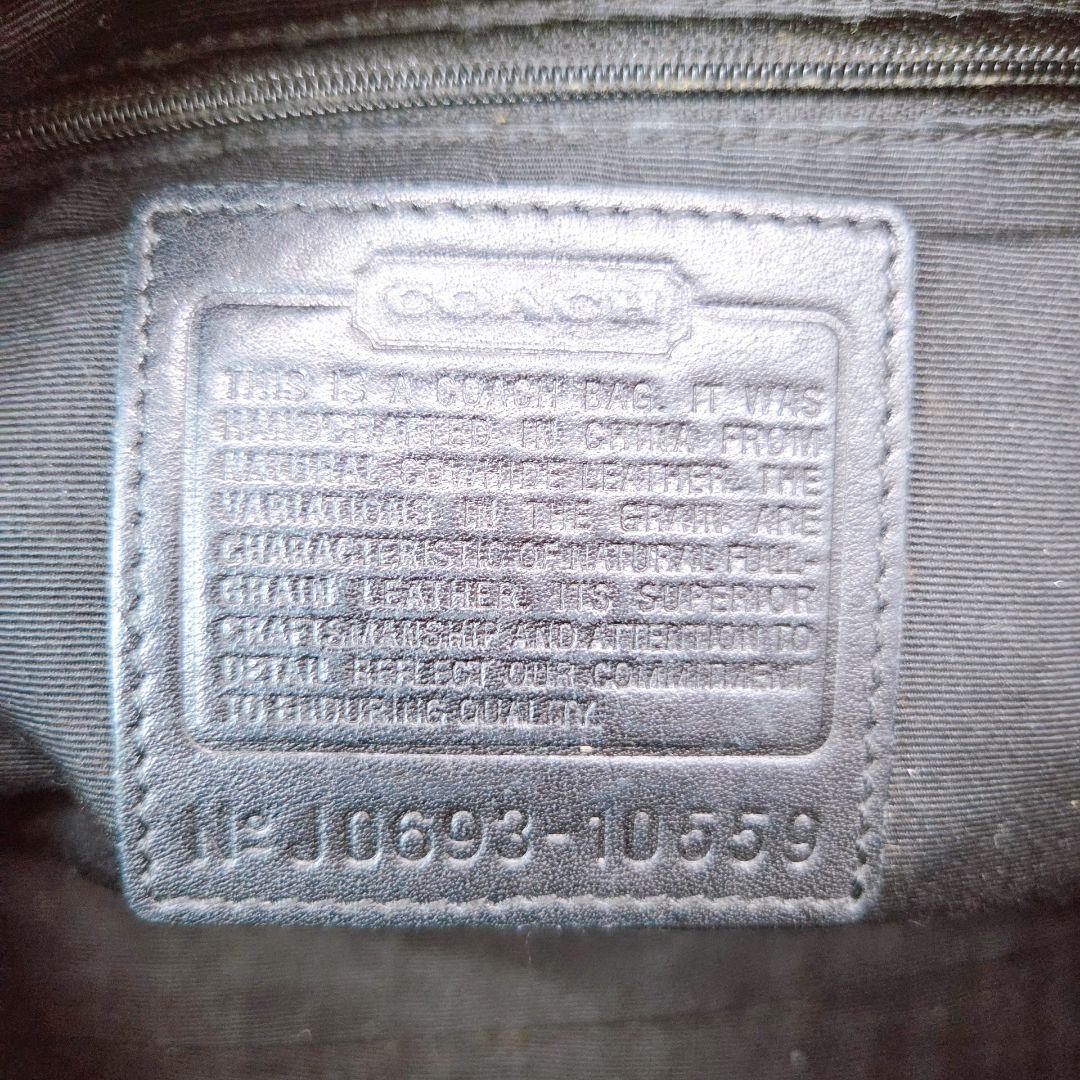 COACH
THIS IS A COACH BAG. IT WAS
HANDCRAFTED IN CHINA FROM
NATURAL COWHIDE LEATHER. THE
VARIATIONS IN THE GRAIN ARE
CHARACTERISTIC OF NATURAL FULL-
GRAIN LEATHER. ITS SUPERIOR
CRAFTSMANSHIP AND ATTENTION TO
DETAIL REFLECT OUR COMMITMENT
TO ENDURING QUALITY.
Nº J0693-10559